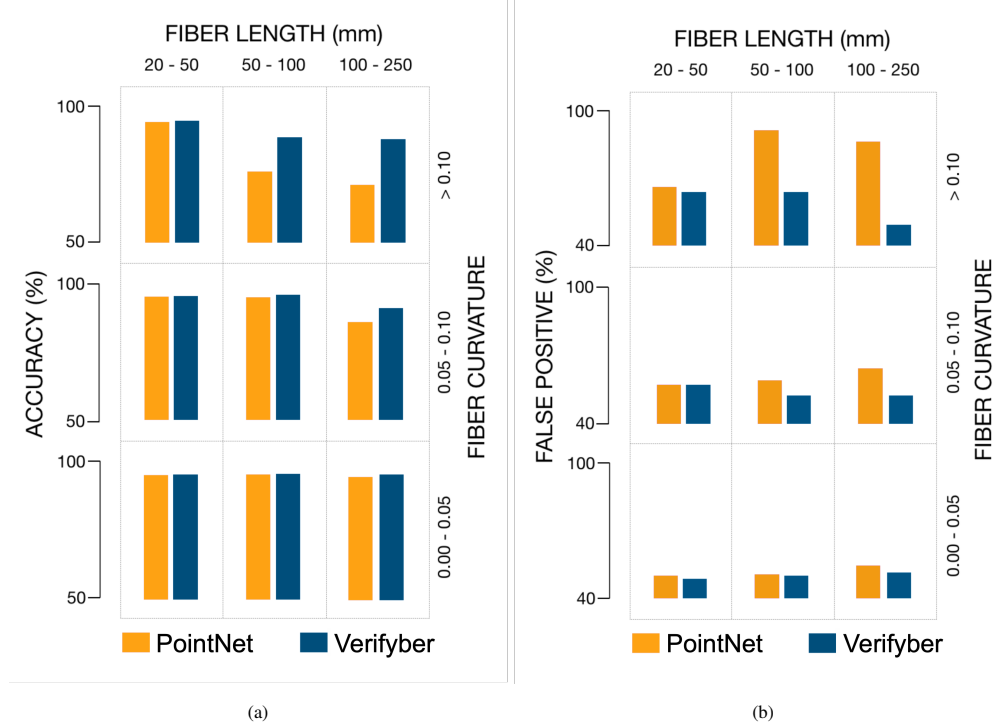 FIBER LENGTH (mm)
20 - 50 50 - 100 100 - 250
ACCURACY (%)
100
50
> 0.10
100
50
0.05 - 0.10
100
50
0.00 - 0.05
FIBER CURVATURE
PointNet Verifyber
(a)
FIBER LENGTH (mm)
20 - 50 50 - 100 100 - 250
FALSE POSITIVE (%)
100
40
> 0.10
100
40
0.05 - 0.10
100
40
0.00 - 0.05
FIBER CURVATURE
PointNet Verifyber
(b)